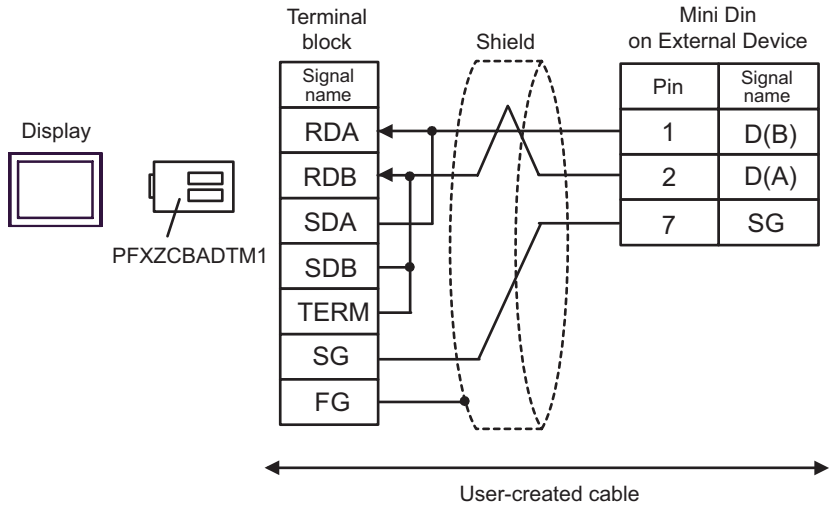 Display
PFXZCBADTM1
Terminal
block
Signal
name
RDA
RDB
SDA
SDB
TERM
SG
FG
Shield
Mini Din
on External Device
Pin
Signal
name
1
D(B)
2
D(A)
7
SG
User-created cable